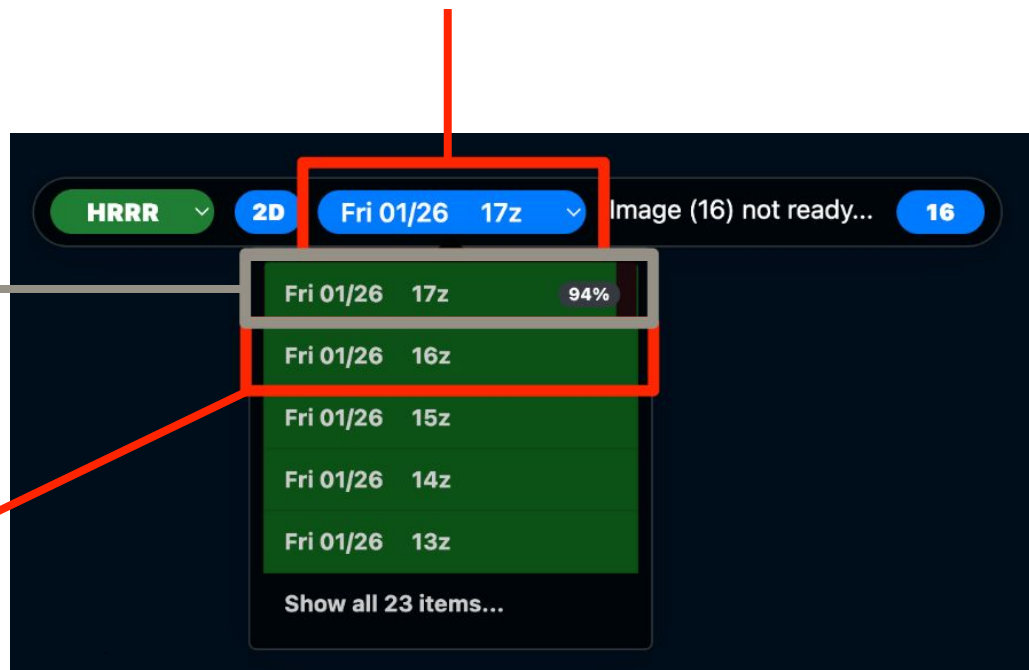 HRRR 2D Fri 01/26 17z Image (16) not ready... 16
Fri 01/26 17z 94%
Fri 01/26 16z
Fri 01/26 15z
Fri 01/26 14z
Fri 01/26 13z
Show all 23 items...